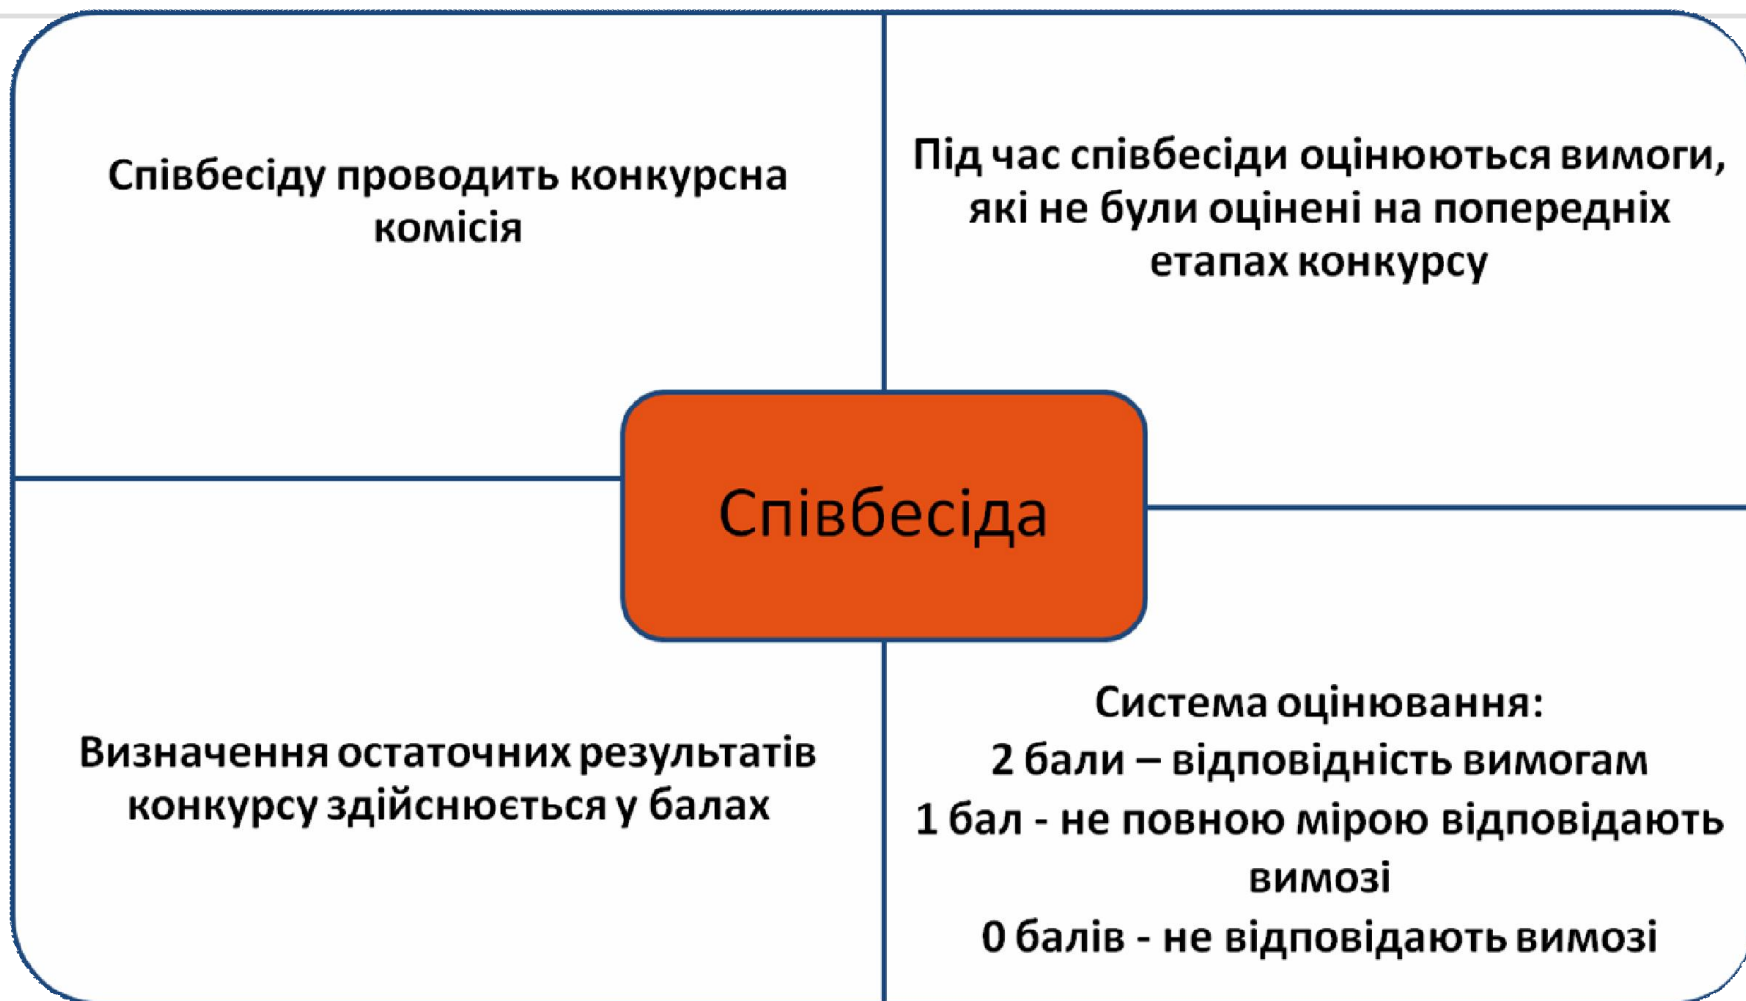 Співбесіду проводить конкурсна
комісія
Під час співбесіди оцінюються вимоги,
які не були оцінені на попередніх
етапах конкурсу
Співбесіда
Визначення остаточних результатів
конкурсу здійснюється у балах
Система оцінювання:
2 бали – відповідність вимогам
1 бал - не повною мірою відповідають
вимозі
0 балів - не відповідають вимозі